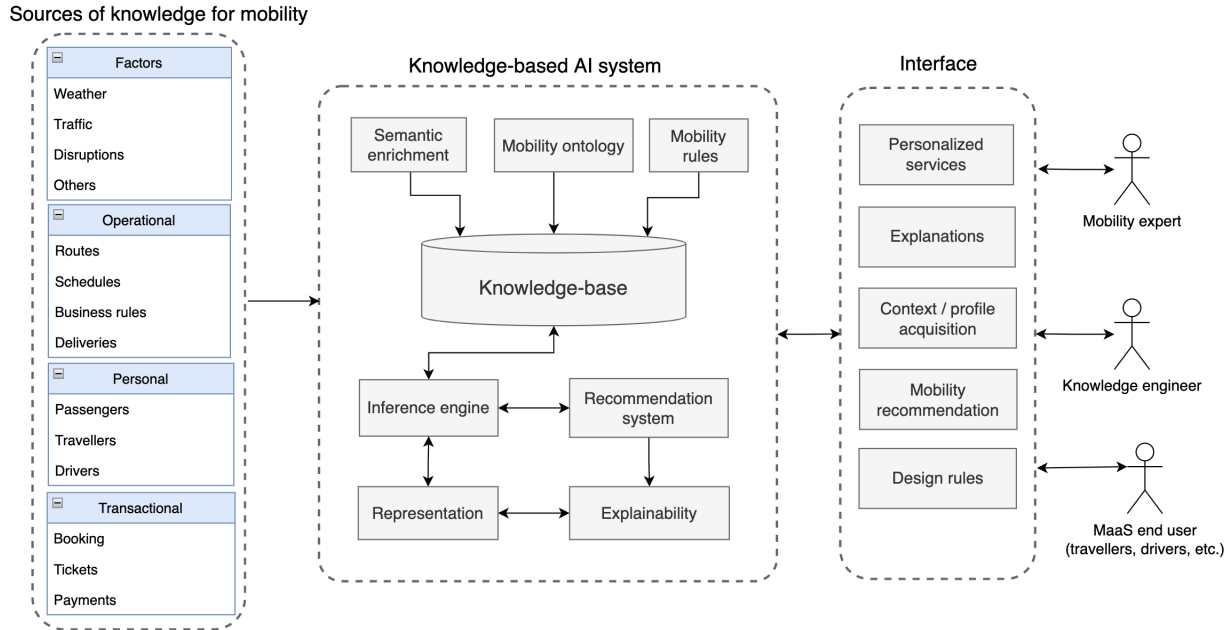 Sources of knowledge for mobility
Factors
Weather
Traffic
Disruptions
Others
Operational
Routes
Schedules
Business rules
Deliveries
Personal
Passengers
Travellers
Drivers
Transactional
Booking
Tickets
Payments
Knowledge-based AI system
Semantic
enrichment
Mobility ontology
Mobility
rules
Knowledge-base
Inference engine
Recommendation
system
Representation
Explainability
Interface
Personalized
services
Explanations
Context / profile
acquisition
Mobility
recommendation
Design rules
Mobility expert
Knowledge engineer
MaaS end user
(travellers, drivers, etc.)